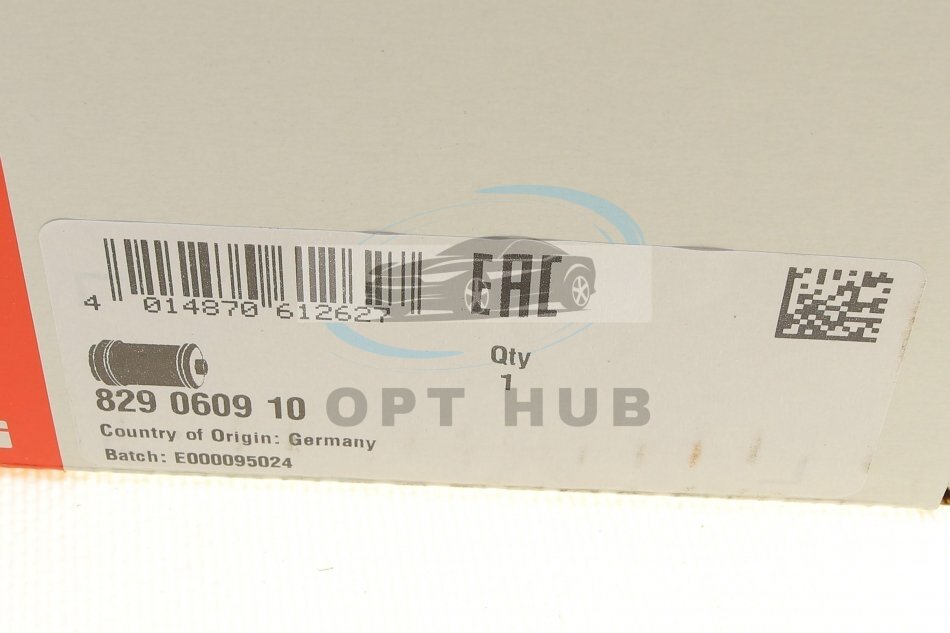 EAC
4 014870 612627
Qty
1
829 0609 10
OPT HUB
Country of Origin: Germany
Batch: E000095024